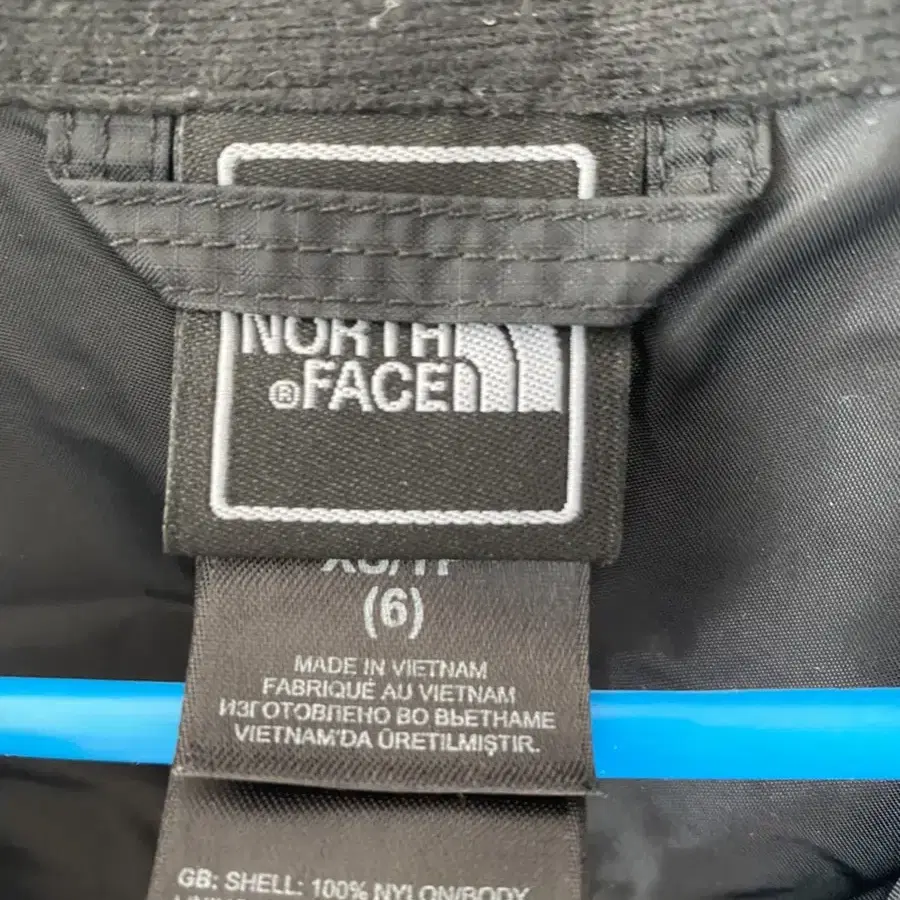 NORTH
® FACE
(6)
MADE IN VIETNAM
FABRIQUÉ AU VIETNAM
ИЗГОТОВЛЕНО ВО ВЬЕТНАМЕ
VIETNAM'DA ÜRETILMIŞTIR.
GB: SHELL: 100% NYLON/BODY